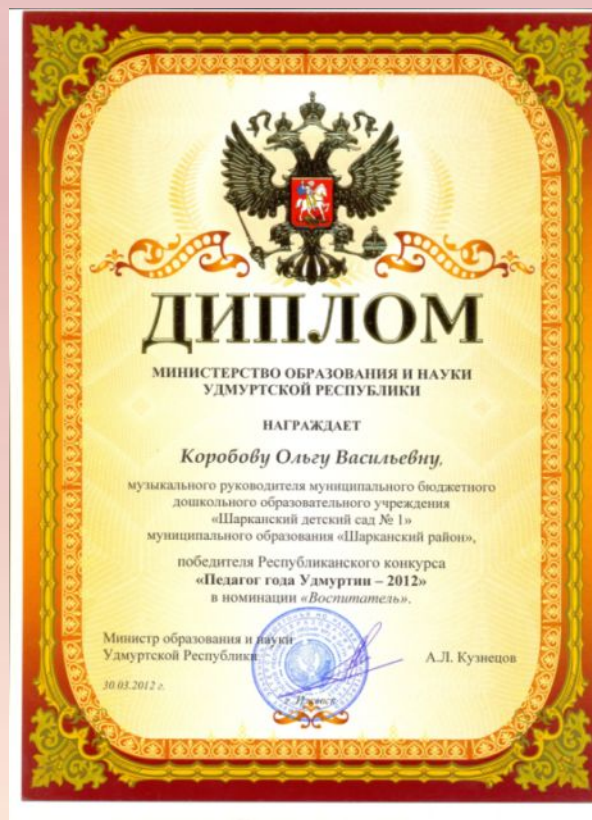 ДИПЛОМ
МИНИСТЕРСТВО ОБРАЗОВАНИЯ И НАУКИ
УДМУРТСКОЙ РЕСПУБЛИКИ
НАГРАЖДАЕТ
Коробову Ольгу Васильевну,
музыкального руководителя муниципального бюджетного
дошкольного образовательного учреждения
«Шарканский детский сад № 1»
муниципального образования «Шарканский район»,
победителя Республиканского конкурса
«Педагог года Удмуртии – 2012»
в номинации «Воспитатель».
Министр образования и науки
Удмуртской Республики
А.Л. Кузнецов
30.03.2012 г.
г. Ижевск